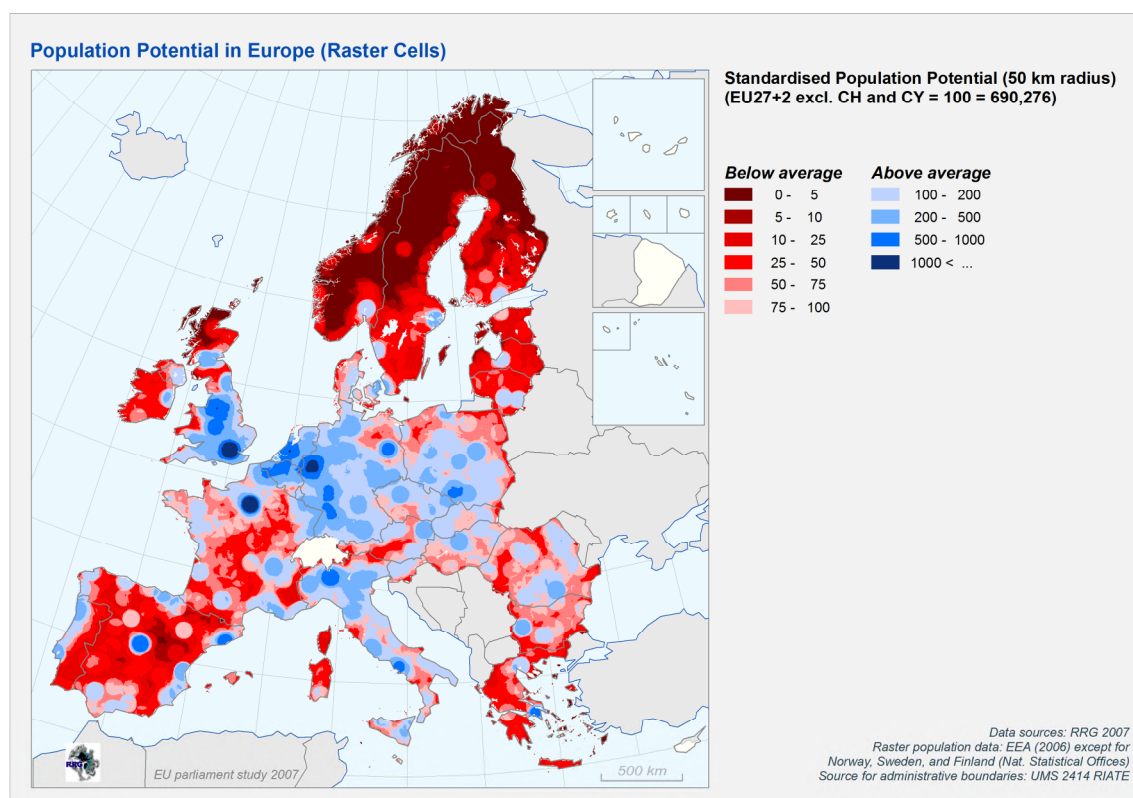 Population Potential in Europe (Raster Cells)
Standardised Population Potential (50 km radius)
(EU27+2 excl. CH and CY = 100 = 690,276)
Below average
0 - 5
5 - 10
10 - 25
25 - 50
50 - 75
75 - 100
Above average
100 - 200
200 - 500
500 - 1000
1000 < ...
RRG
EU parliament study 2007
500 km
Data sources: RRG 2007
Raster population data: EEA (2006) except for
Norway, Sweden, and Finland (Nat. Statistical Offices)
Source for administrative boundaries: UMS 2414 RIATE